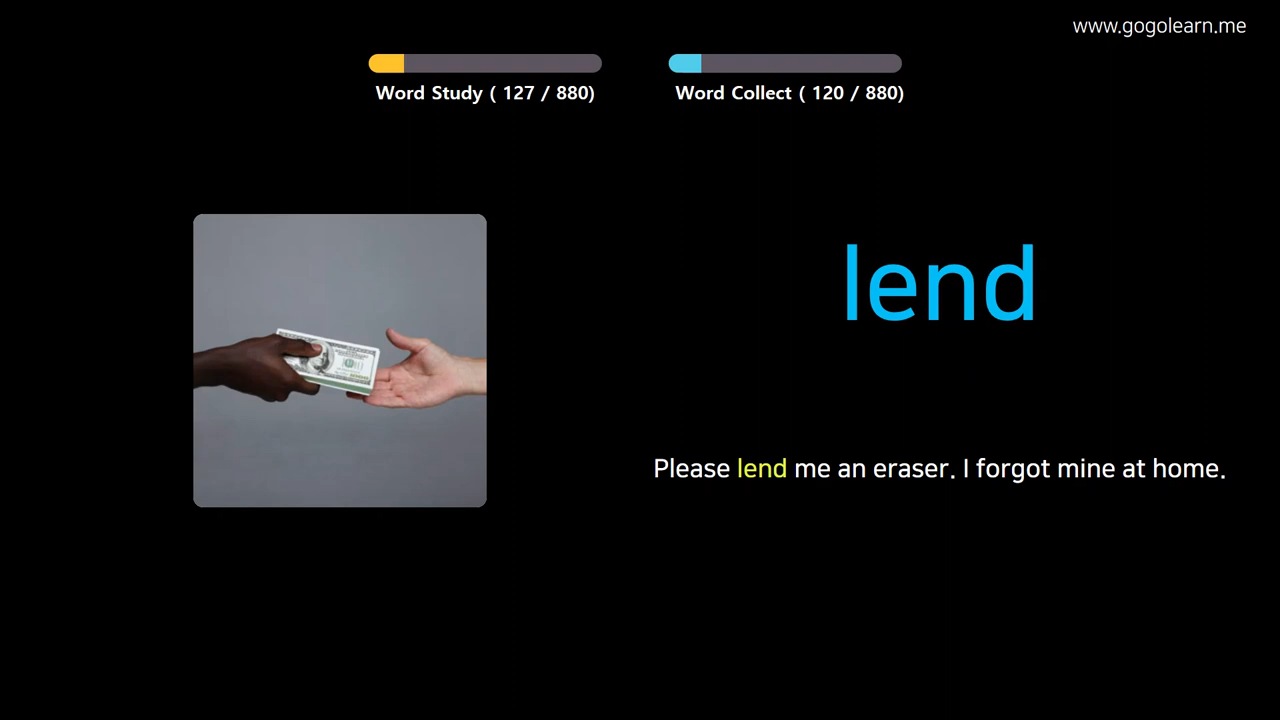 www.gogolearn.me
Word Study ( 127 / 880)
Word Collect ( 120 / 880)
lend
Please lend me an eraser. I forgot mine at home.